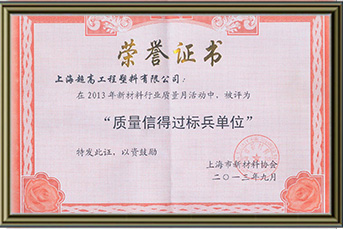 荣誉证书
上海超高工程塑料有限公司：
在2013年新材料行业质量月活动中，被评为
“质量信得过标兵单位”
特发此证，以资鼓励
上海市新材料协会
二〇一三年九月